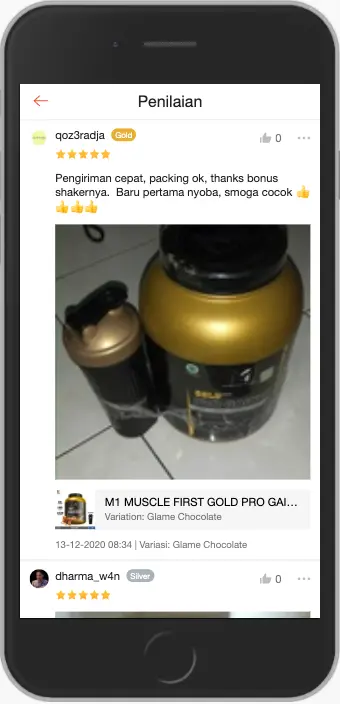 Penilaian
qoz3radja Gold
0
Pengiriman cepat, packing ok, thanks bonus
shakernya. Baru pertama nyoba, smoga cocok 👍
👍👍👍
GOLD
M1 MUSCLE FIRST GOLD PRO GAI...
Variation: Glame Chocolate
13-12-2020 08:34 | Variasi: Glame Chocolate
dharma_w4n Silver
0